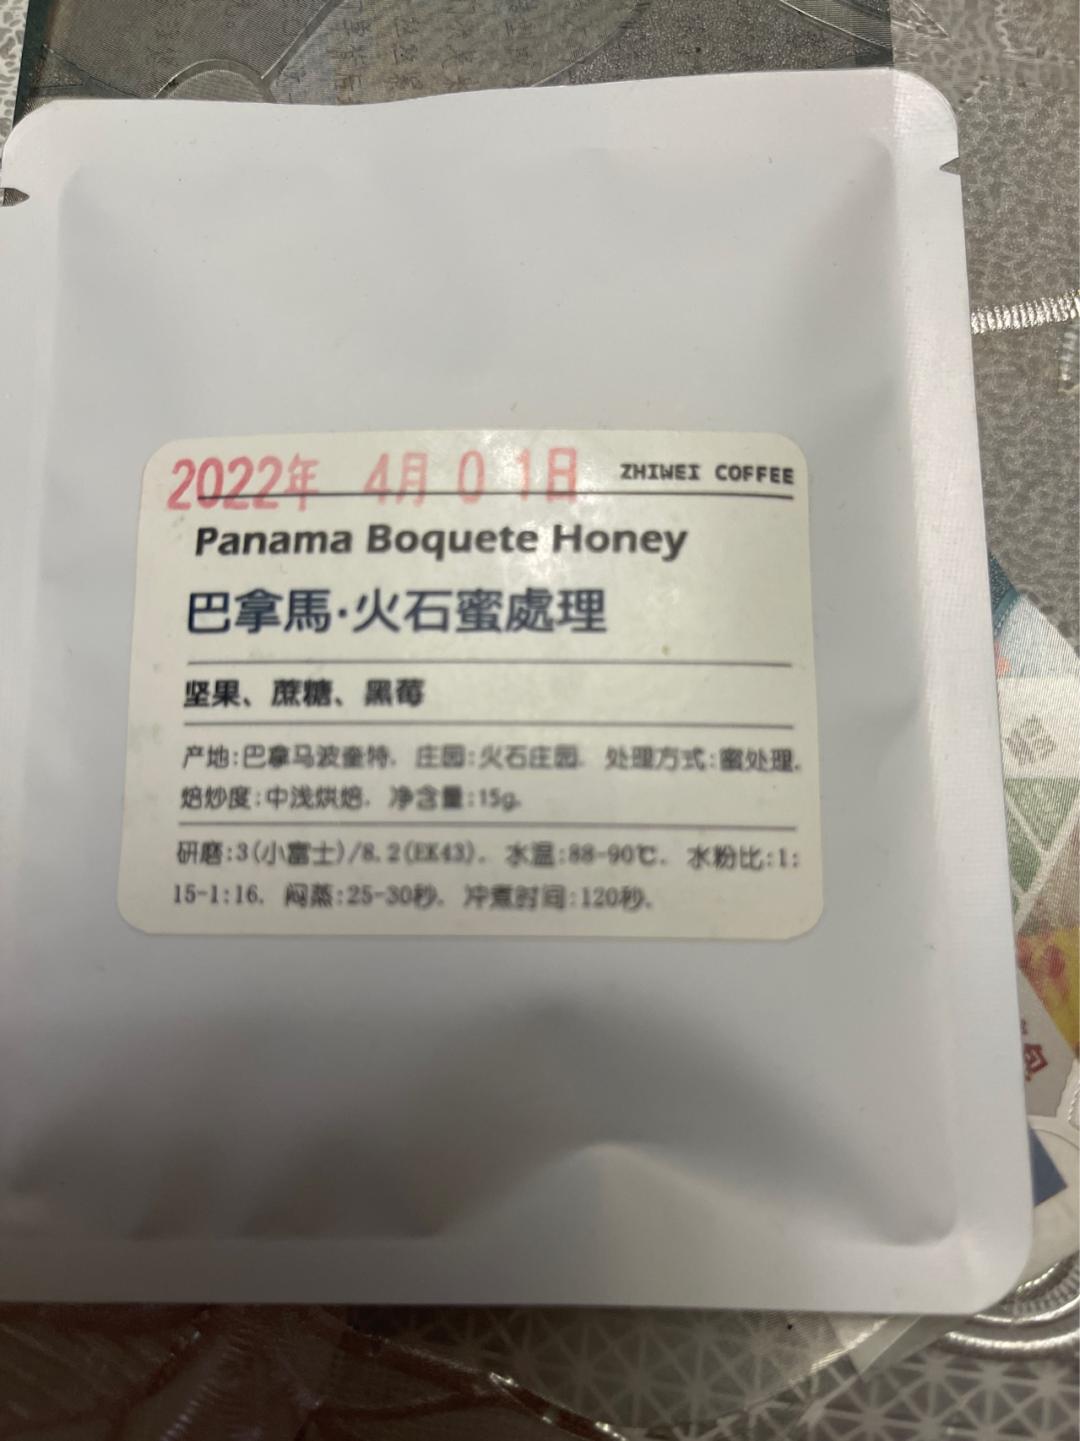 2022年 4月 01日 ZHIWEI COFFEE
Panama Boquete Honey
巴拿馬·火石蜜處理
坚果、蔗糖、黑莓
产地:巴拿马波奎特. 庄园:火石庄园. 处理方式:蜜处理.
焙炒度:中浅烘焙. 净含量:15g.
研磨:3(小富士)/8.2(EK43). 水温:88-90℃. 水粉比:1:
15-1:16. 闷蒸:25-30秒. 冲煮时间:120秒.